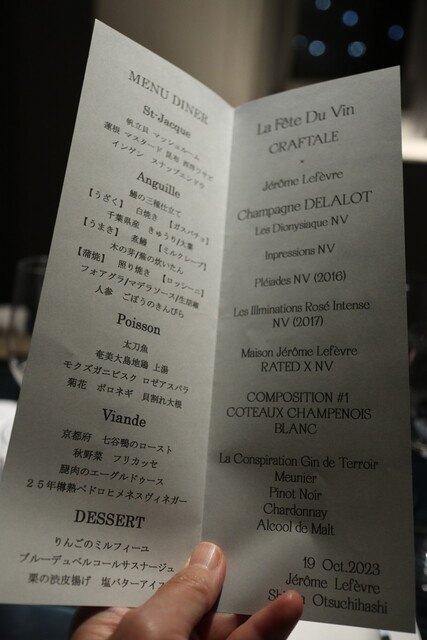 MENU DINER
St-Jacque
帆立貝 マッシュルーム
蓮根 マスタード 昆布
インゲン スナップエンドウ
Anguille
鰻の三種仕立て
【うざく】 白焼き 【ガスパチョ】
千葉県産 きゅうり/大葉
【うまき】 煮鰻 【ミルクレープ】
木の芽/蕪の炊いたん
【蒲焼】 照り焼き 【ロッシーニ】
フォアグラ/マデラソース/生胡椒
人参 ごぼうのきんぴら
Poisson
太刀魚
奄美大島地鶏 上湯
モクズガニビスク ロゼアスパラ
菊花 ポロネギ 貝割れ大根
Viande
京都府 七谷鴨のロースト
秋野菜 フリカッセ
腿肉のエーグルドゥース
25年樽熟ペドロヒメネスヴィネガー
DESSERT
りんごのミルフィーユ
ブルーデュベルコールサスナージュ
栗の渋皮揚げ 塩バターアイス
La Fête Du Vin
CRAFTALE
Jérôme Lefèvre
Champagne DELALOT
Les Dionysiaque NV
Inpressions NV
Pléiades NV (2016)
Les Illminations Rosé Intense
NV (2017)
Maison Jérôme Lefèvre
RATED X NV
COMPOSITION #1
COTEAUX CHAMPENOIS
BLANC
La Conspiration Gin de Terroir
Meunier
Pinot Noir
Chardonnay
Alcool de Malt
19 Oct.2023
Jérôme Lefèvre
Otsuchihashi